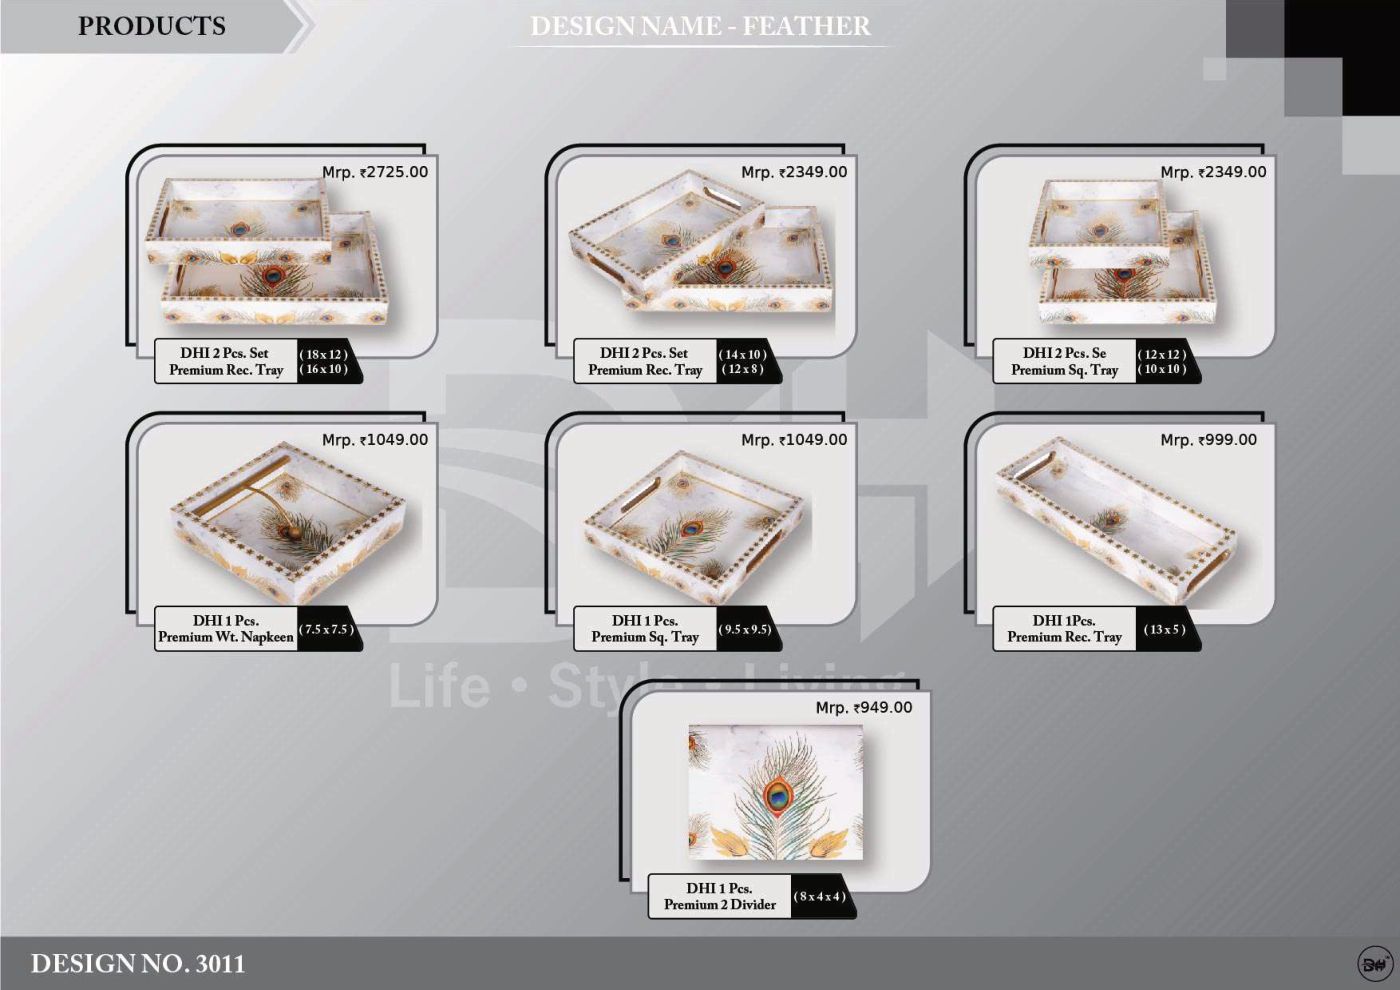 PRODUCTS
DESIGN NAME - FEATHER
Mrp. ₹2725.00
DHI 2 Pcs. Set
Premium Rec. Tray
( 18 x 12 )
( 16 x 10 )
Mrp. ₹2349.00
DHI 2 Pcs. Set
Premium Rec. Tray
( 14 x 10 )
( 12 x 8 )
Mrp. ₹2349.00
DHI 2 Pcs. Se
Premium Sq. Tray
( 12 x 12 )
( 10 x 10 )
Mrp. ₹1049.00
DHI 1 Pcs.
Premium Wt. Napkeen
( 7.5 x 7.5 )
Mrp. ₹1049.00
DHI 1 Pcs.
Premium Sq. Tray
( 9.5 x 9.5)
Mrp. ₹999.00
DHI 1Pcs.
Premium Rec. Tray
( 13 x 5 )
Life • Style • Living
Mrp. ₹949.00
DHI 1 Pcs.
Premium 2 Divider
( 8 x 4 x 4 )
DESIGN NO. 3011